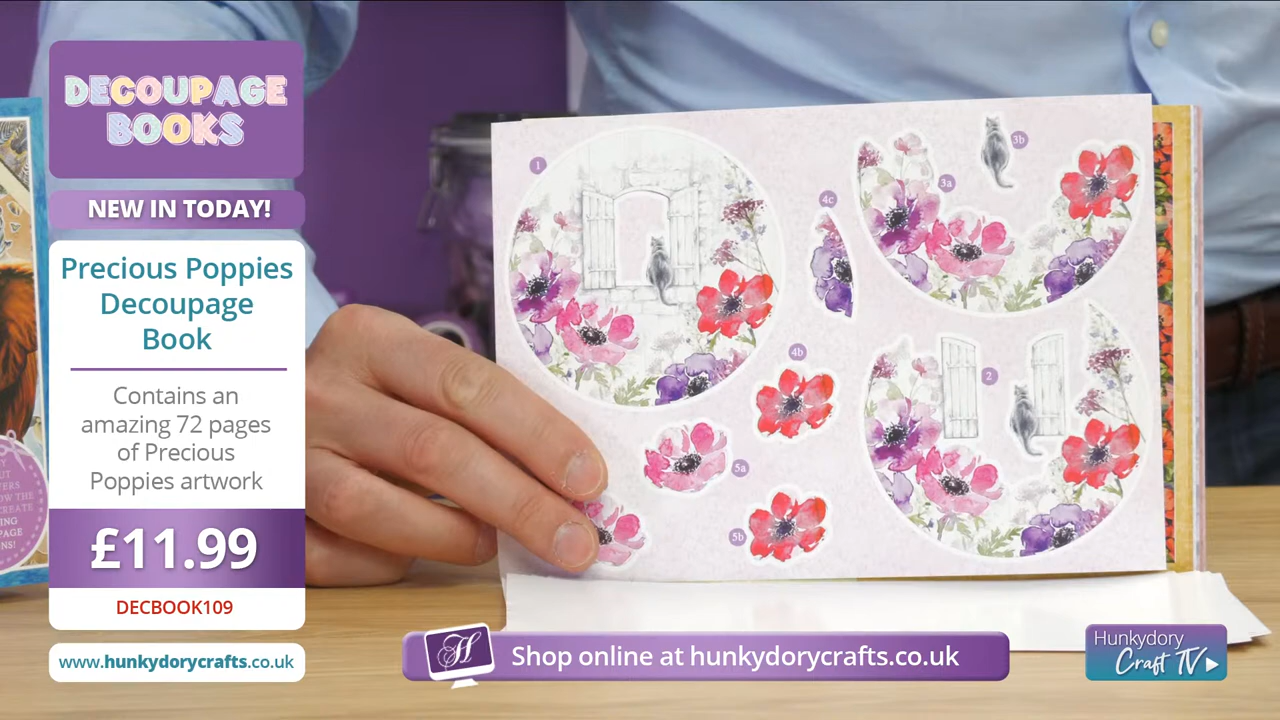 DECOUPAGE
BOOKS
NEW IN TODAY!
Precious Poppies
Decoupage
Book
Contains an
amazing 72 pages
of Precious
Poppies artwork
£11.99
DECBOOK109
www.hunkydorycrafts.co.uk
1
4c
3a
3b
2
4b
5a
5b
H
Shop online at hunkydorycrafts.co.uk
Hunkydory
Craft TV